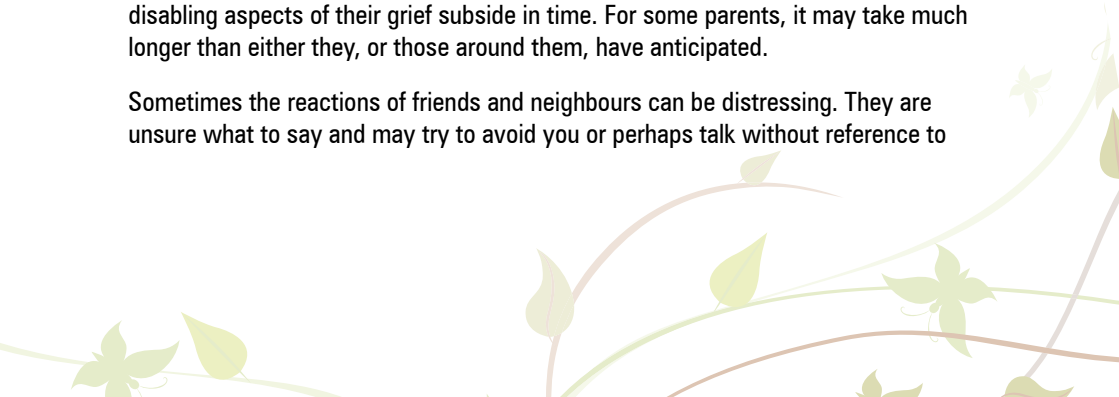 disabling aspects of their grief subside in time. For some parents, it may take much
longer than either they, or those around them, have anticipated.
Sometimes the reactions of friends and neighbours can be distressing. They are
unsure what to say and may try to avoid you or perhaps talk without reference to